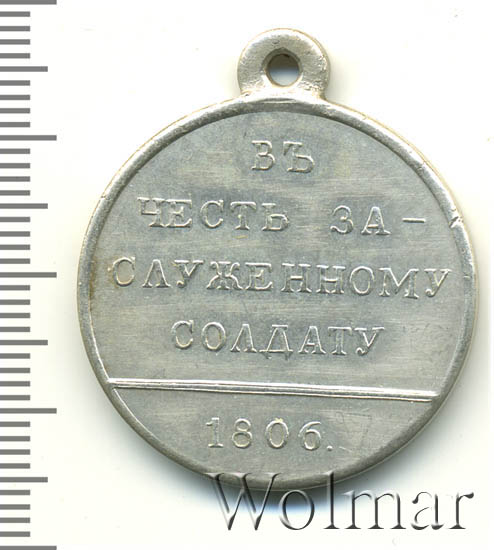 ВЪ
ЧЕСТЬ ЗА-
СЛУЖЕННОМУ
СОЛДАТУ
1806.
Wolmar